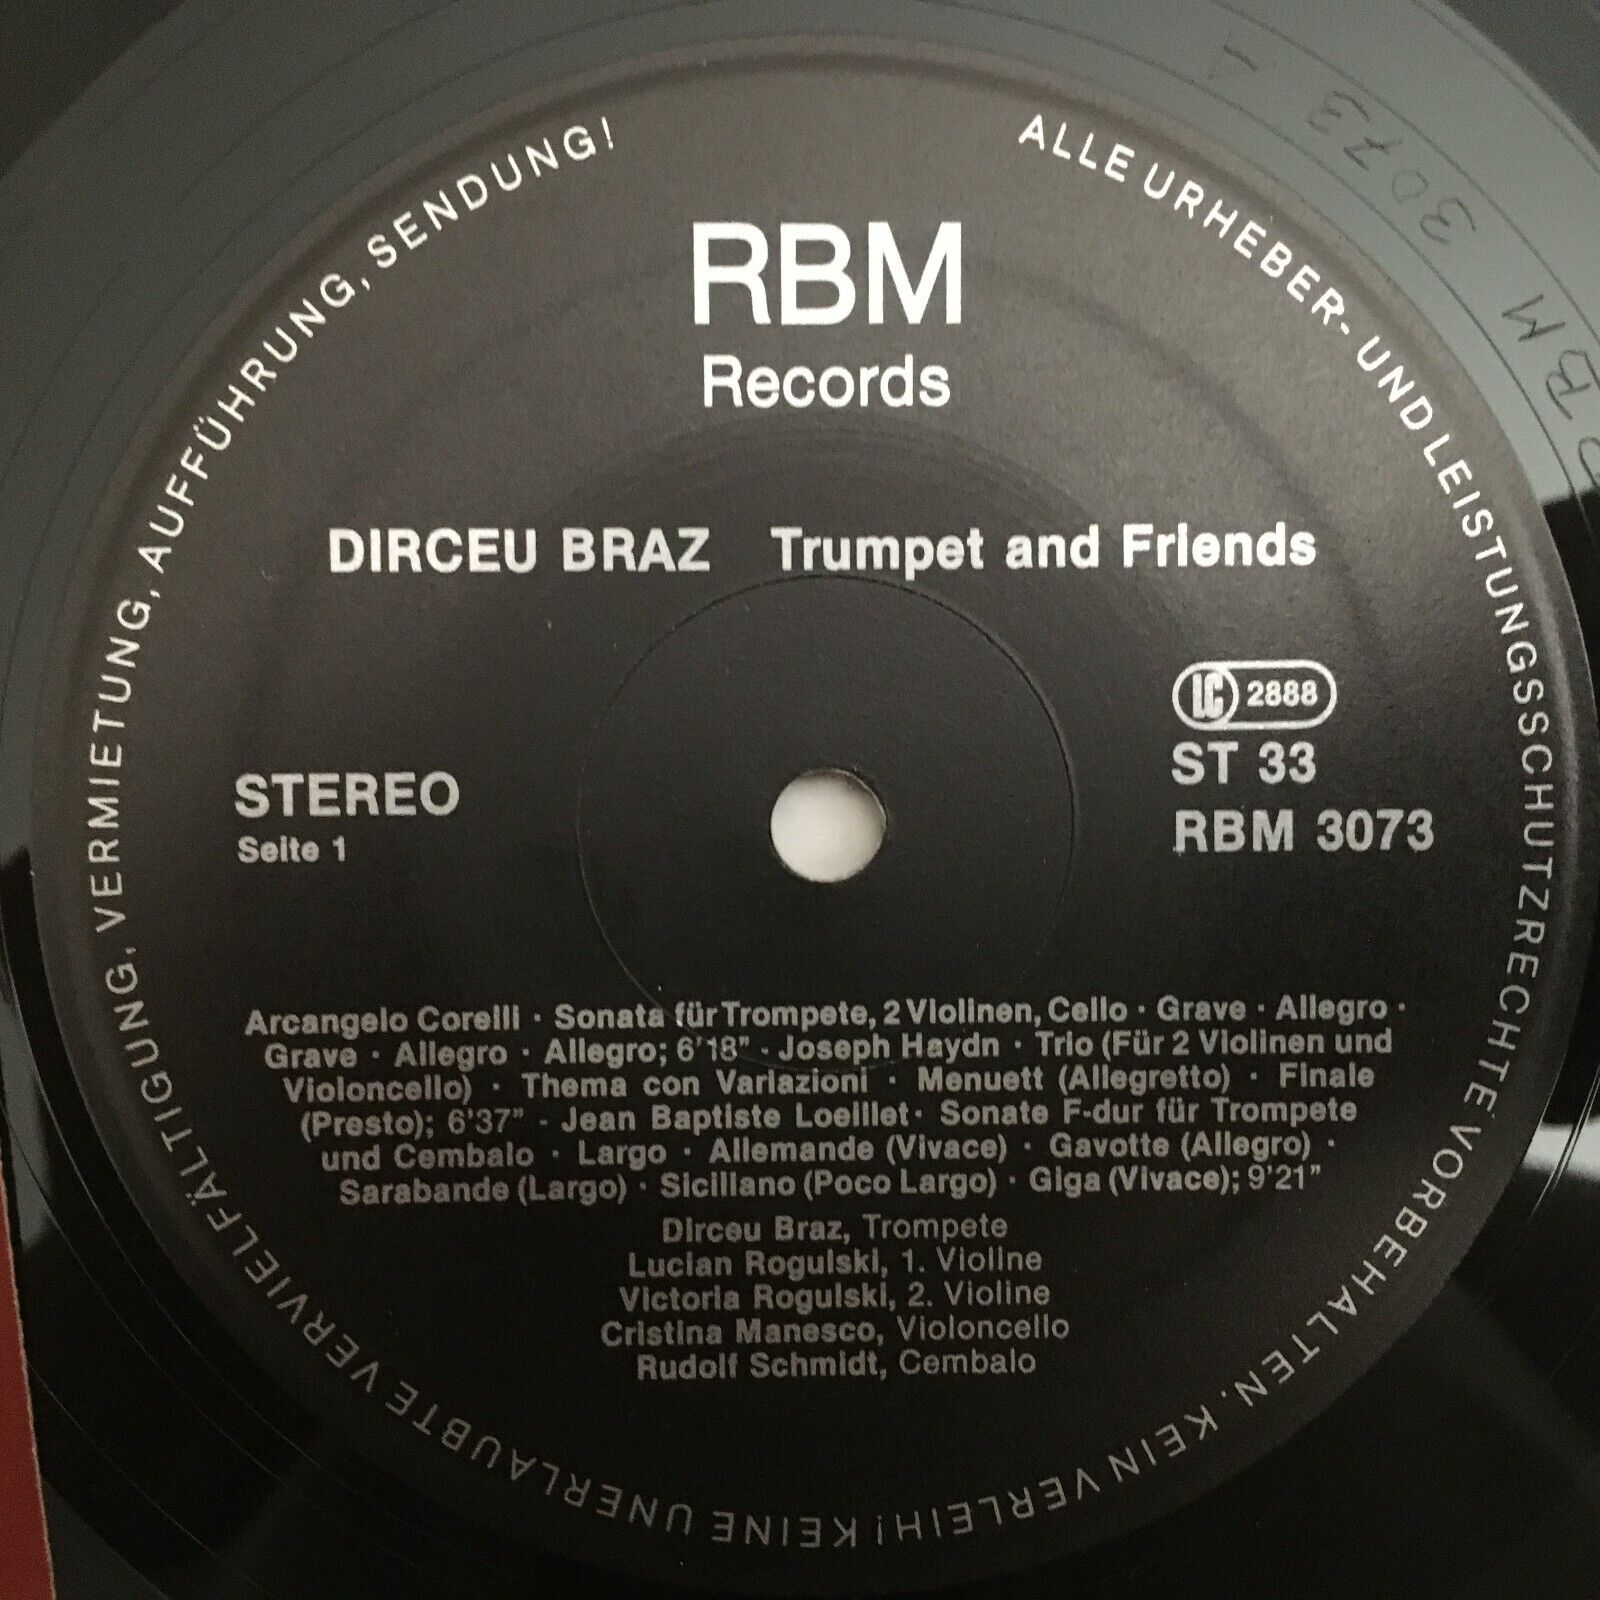 ALLE URHEBER- UND LEISTUNGSSCHUTZRECHTE VORBEHALTEN. KEIN VERLEIH! KEINE UNERLAUBTE VERVIELFÄLTIGUNG, VERMIETUNG, AUFFÜHRUNG, SENDUNG!
RBM
Records
DIRCEU BRAZ Trumpet and Friends
LC 2888
ST 33
RBM 3073
STEREO
Seite 1
Arcangelo Corelli · Sonata für Trompete, 2 Violinen, Cello · Grave · Allegro ·
Grave · Allegro · Allegro; 6'18" - Joseph Haydn · Trio (Für 2 Violinen und
Violoncello) · Thema con Variazioni · Menuett (Allegretto) · Finale
(Presto); 6'37" - Jean Baptiste Loeillet · Sonate F-dur für Trompete
und Cembalo · Largo · Allemande (Vivace) · Gavotte (Allegro) ·
Sarabande (Largo) · Siciliano (Poco Largo) · Giga (Vivace); 9'21"
Dirceu Braz, Trompete
Lucian Rogulski, 1. Violine
Victoria Rogulski, 2. Violine
Cristina Manesco, Violoncello
Rudolf Schmidt, Cembalo
RBM 3073 A